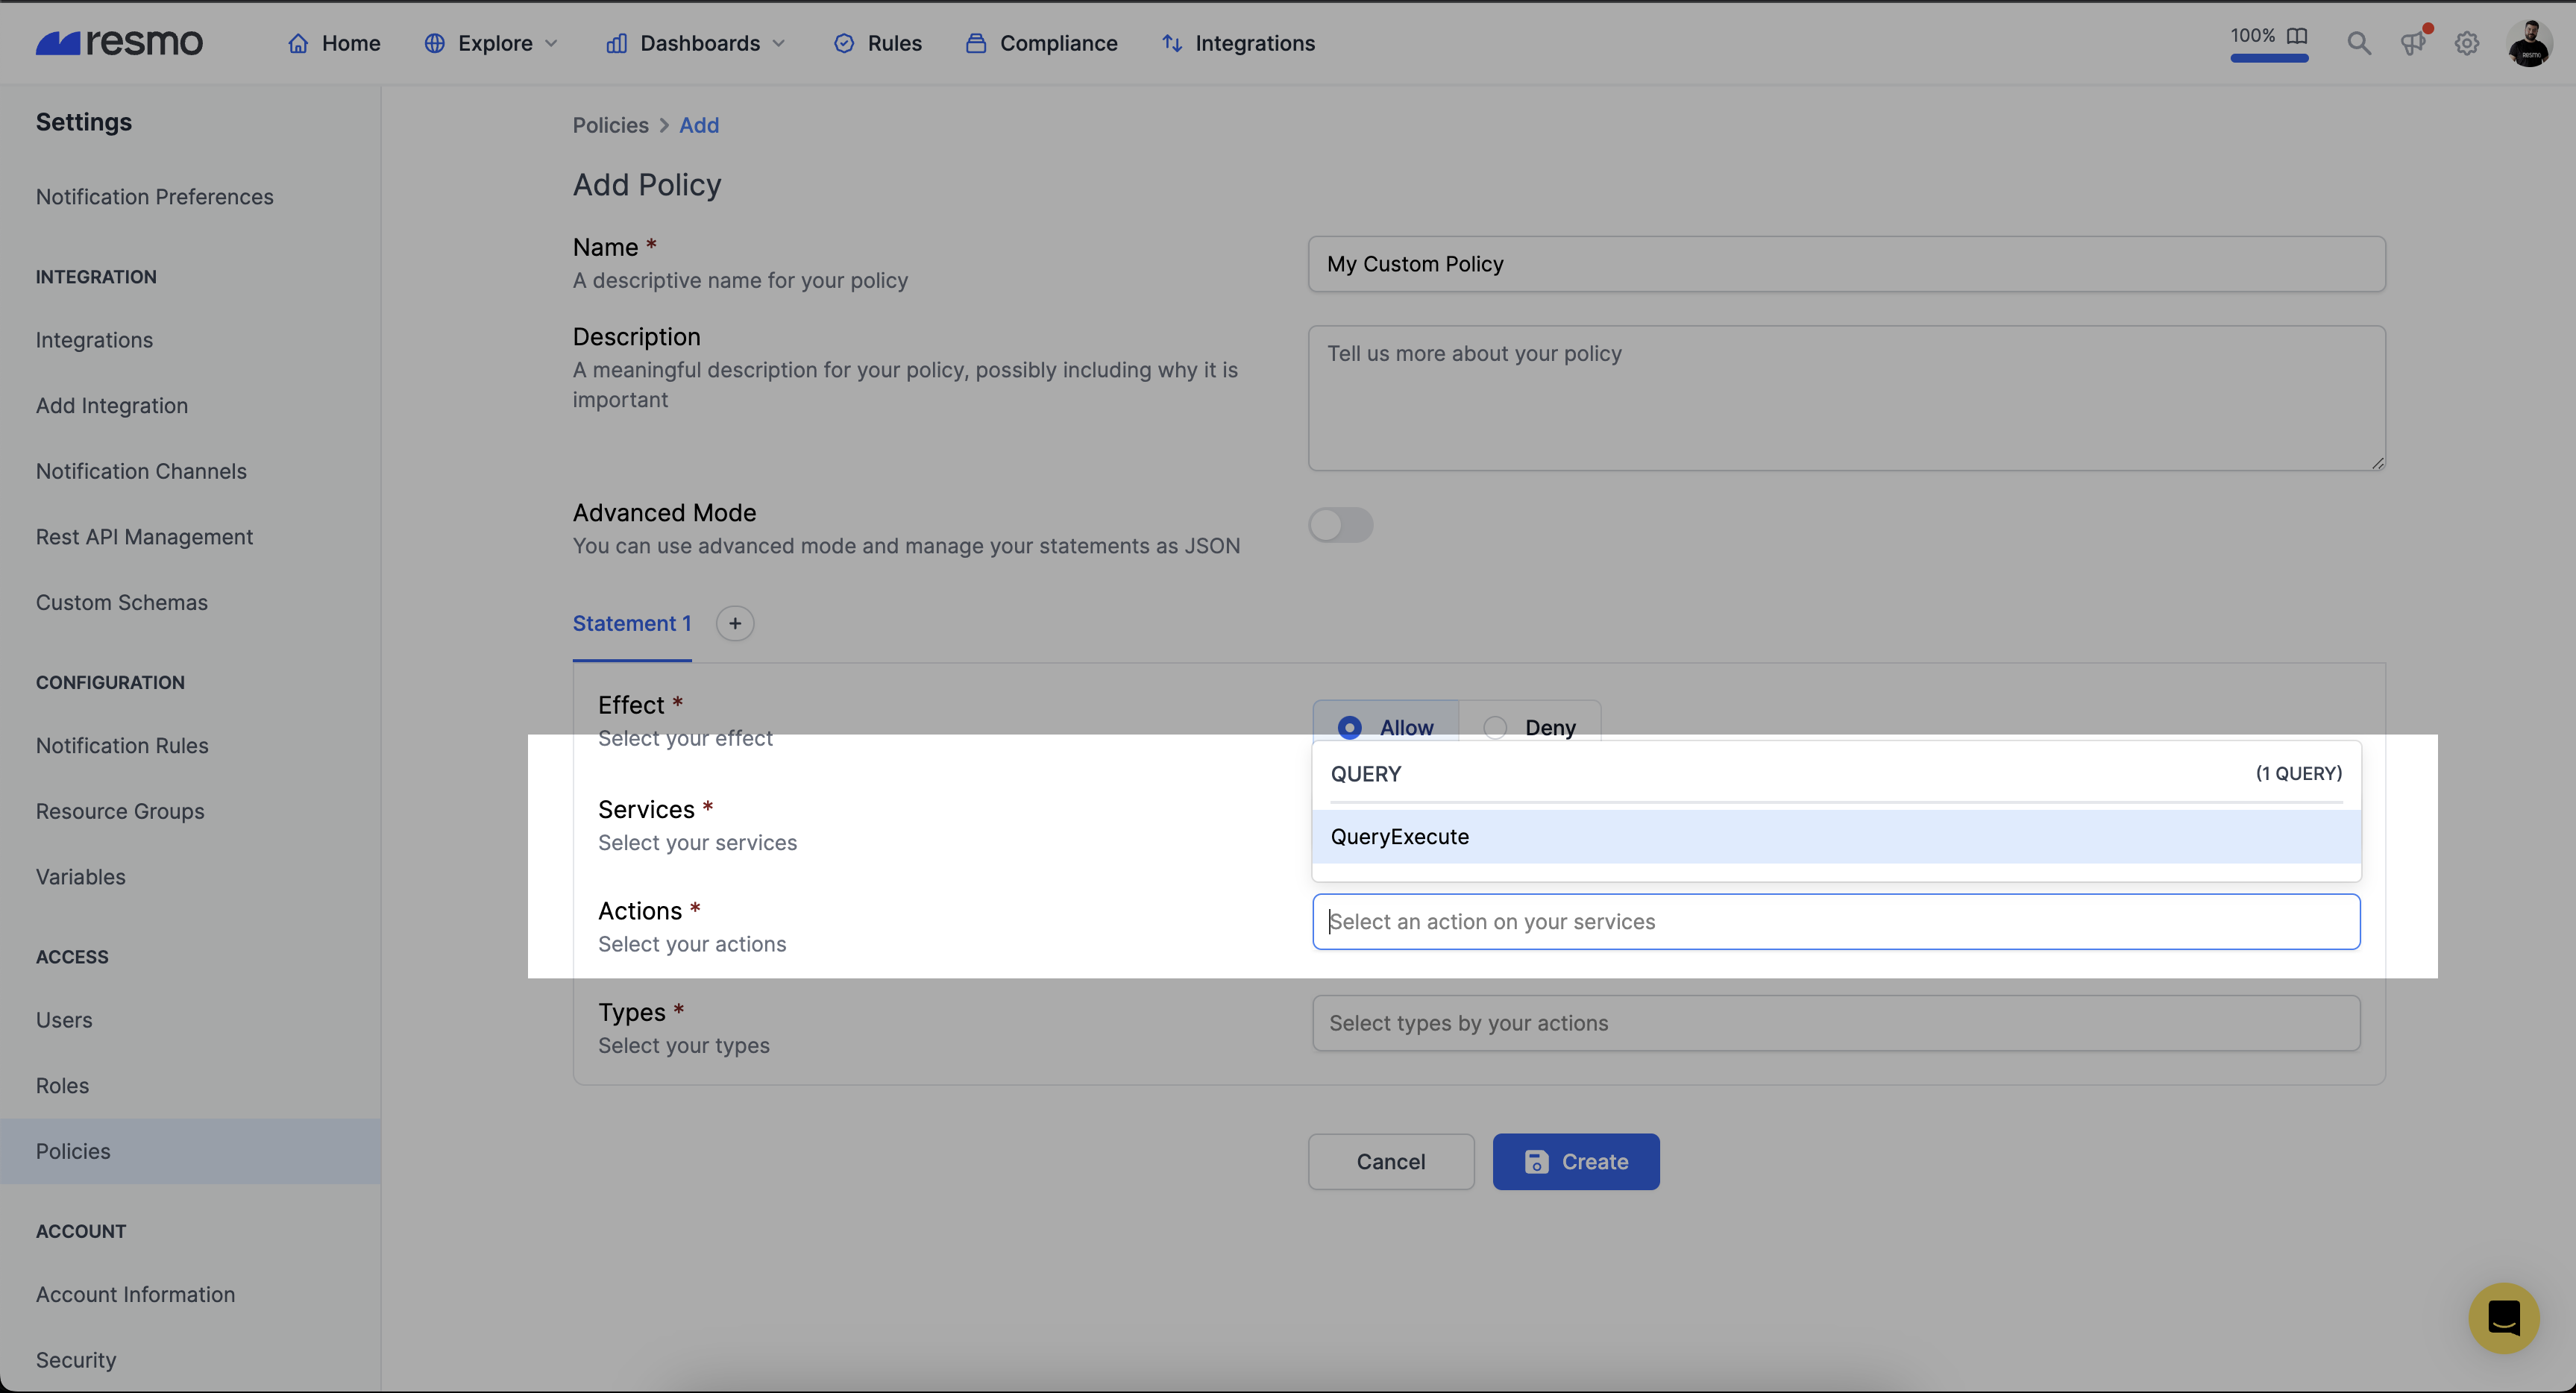 resmo
Home
Explore
Dashboards
Rules
Compliance
Integrations
100%
Settings
Notification Preferences
INTEGRATION
Integrations
Add Integration
Notification Channels
Rest API Management
Custom Schemas
CONFIGURATION
Notification Rules
Resource Groups
Variables
ACCESS
Users
Roles
Policies
ACCOUNT
Account Information
Security
Policies > Add
Add Policy
Name *
A descriptive name for your policy
My Custom Policy
Description
A meaningful description for your policy, possibly including why it is
important
Tell us more about your policy
Advanced Mode
You can use advanced mode and manage your statements as JSON
Statement 1
+
Effect *
Select your effect
Allow
Deny
Services *
Select your services
QUERY
(1 QUERY)
QueryExecute
Actions *
Select your actions
Select an action on your services
Types *
Select your types
Select types by your actions
Cancel
Create